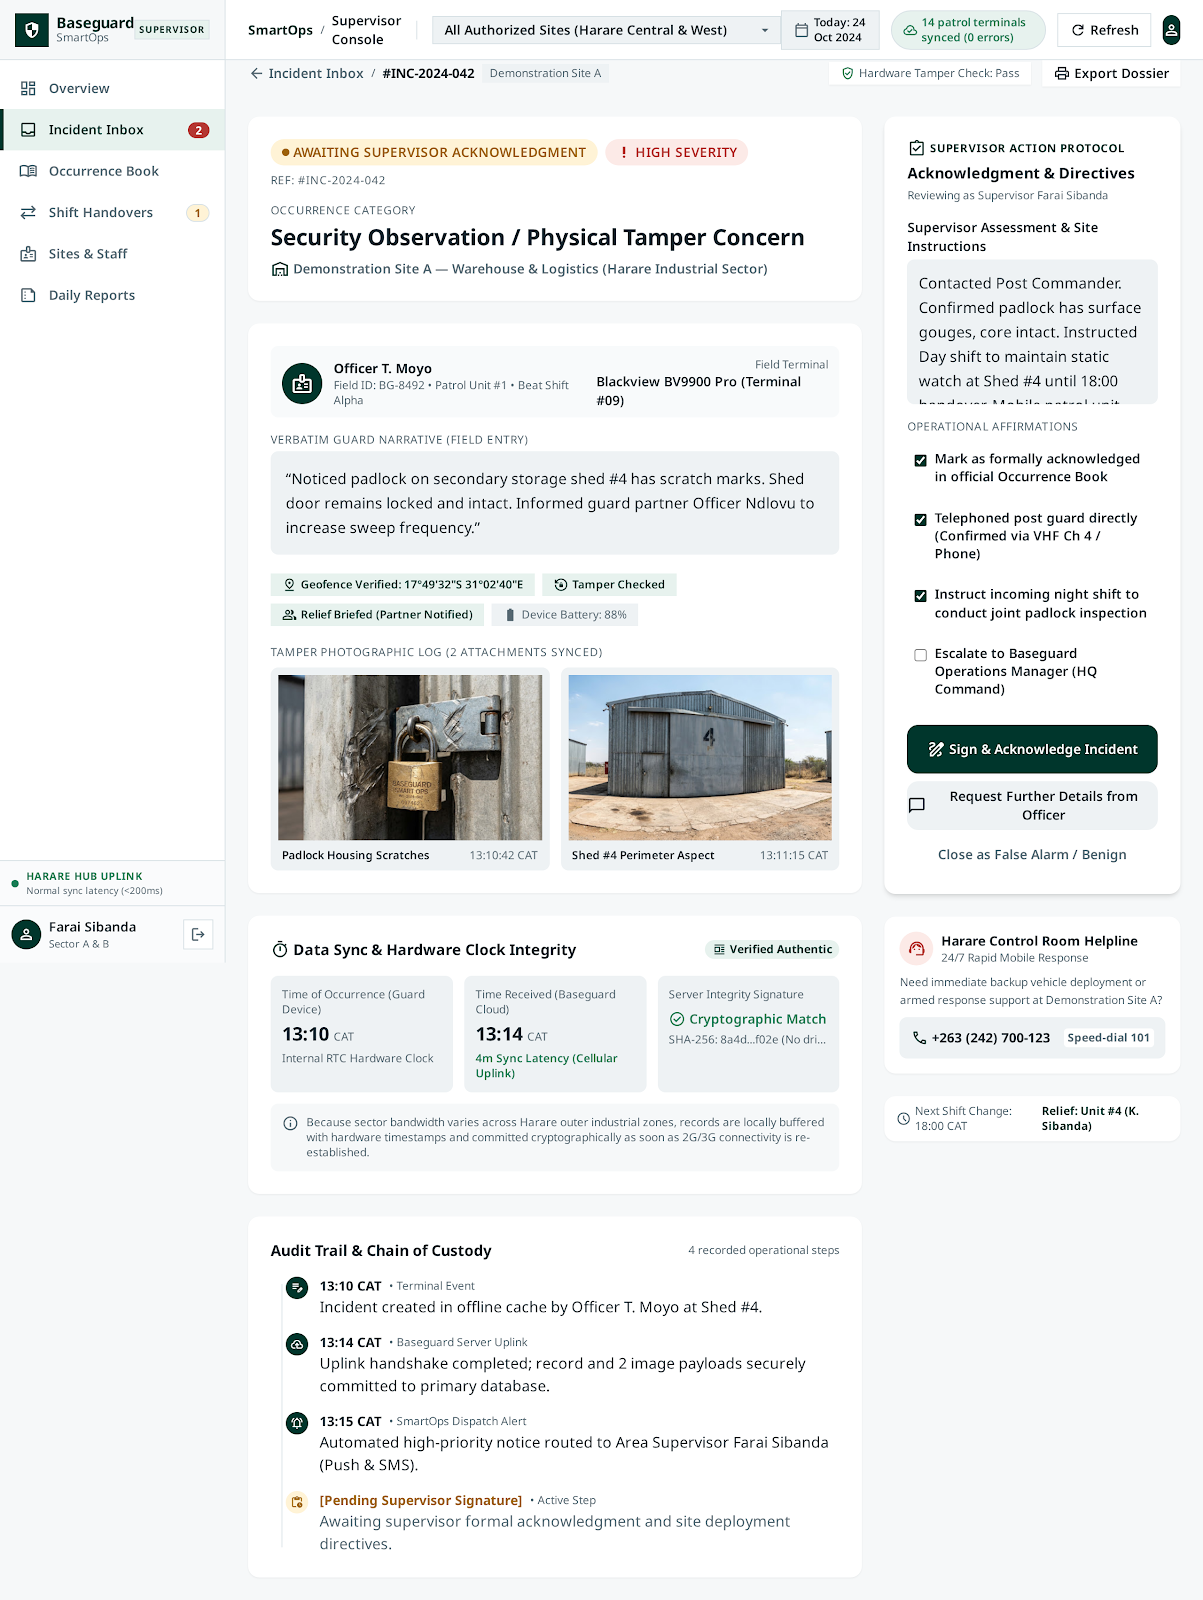 Baseguard
SmartOps
SUPERVISOR
SmartOps / Supervisor
Console
All Authorized Sites (Harare Central & West)
Today: 24
Oct 2024
14 patrol terminals
synced (0 errors)
Refresh
Overview
Incident Inbox 2
Occurrence Book
Shift Handovers 1
Sites & Staff
Daily Reports
HARARE HUB UPLINK
Normal sync latency (<200ms)
Farai Sibanda
Sector A & B
Incident Inbox / #INC-2024-042 Demonstration Site A
Hardware Tamper Check: Pass
Export Dossier
AWAITING SUPERVISOR ACKNOWLEDGMENT
! HIGH SEVERITY
REF: #INC-2024-042
OCCURRENCE CATEGORY
Security Observation / Physical Tamper Concern
Demonstration Site A — Warehouse & Logistics (Harare Industrial Sector)
Officer T. Moyo
Field ID: BG-8492 • Patrol Unit #1 • Beat Shift
Alpha
Field Terminal
Blackview BV9900 Pro (Terminal
#09)
VERBATIM GUARD NARRATIVE (FIELD ENTRY)
“Noticed padlock on secondary storage shed #4 has scratch marks. Shed
door remains locked and intact. Informed guard partner Officer Ndlovu to
increase sweep frequency.”
Geofence Verified: 17°49'32"S 31°02'40"E
Tamper Checked
Relief Briefed (Partner Notified)
Device Battery: 88%
TAMPER PHOTOGRAPHIC LOG (2 ATTACHMENTS SYNCED)
BASEGUARD
SMART OPS
4
Padlock Housing Scratches 13:10:42 CAT
Shed #4 Perimeter Aspect 13:11:15 CAT
Data Sync & Hardware Clock Integrity
Verified Authentic
Time of Occurrence (Guard
Device)
13:10 CAT
Internal RTC Hardware Clock
Time Received (Baseguard
Cloud)
13:14 CAT
4m Sync Latency (Cellular
Uplink)
Server Integrity Signature
Cryptographic Match
SHA-256: 8a4d...f02e (No dri...
Because sector bandwidth varies across Harare outer industrial zones, records are locally buffered
with hardware timestamps and committed cryptographically as soon as 2G/3G connectivity is re-
established.
Audit Trail & Chain of Custody
4 recorded operational steps
13:10 CAT • Terminal Event
Incident created in offline cache by Officer T. Moyo at Shed #4.
13:14 CAT • Baseguard Server Uplink
Uplink handshake completed; record and 2 image payloads securely
committed to primary database.
13:15 CAT • SmartOps Dispatch Alert
Automated high-priority notice routed to Area Supervisor Farai Sibanda
(Push & SMS).
[Pending Supervisor Signature] • Active Step
Awaiting supervisor formal acknowledgment and site deployment
directives.
SUPERVISOR ACTION PROTOCOL
Acknowledgment & Directives
Reviewing as Supervisor Farai Sibanda
Supervisor Assessment & Site
Instructions
Contacted Post Commander.
Confirmed padlock has surface
gouges, core intact. Instructed
Day shift to maintain static
watch at Shed #4 until 18:00
handover. Mobile patrol unit
OPERATIONAL AFFIRMATIONS
Mark as formally acknowledged
in official Occurrence Book
Telephoned post guard directly
(Confirmed via VHF Ch 4 /
Phone)
Instruct incoming night shift to
conduct joint padlock inspection
Escalate to Baseguard
Operations Manager (HQ
Command)
Sign & Acknowledge Incident
Request Further Details from
Officer
Close as False Alarm / Benign
Harare Control Room Helpline
24/7 Rapid Mobile Response
Need immediate backup vehicle deployment or
armed response support at Demonstration Site A?
+263 (242) 700-123 Speed-dial 101
Next Shift Change:
18:00 CAT
Relief: Unit #4 (K.
Sibanda)